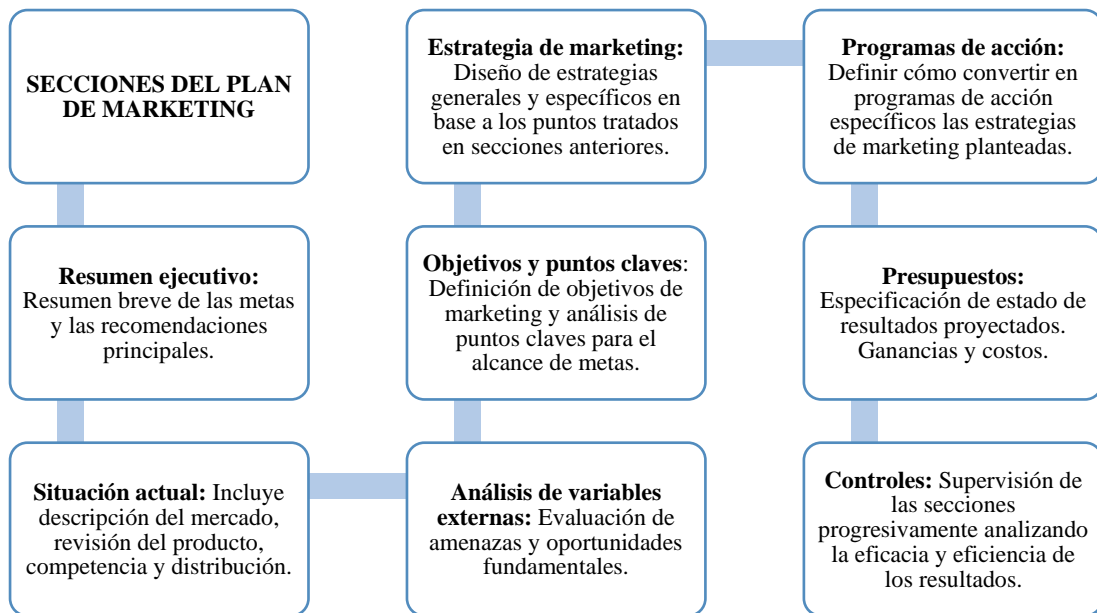 SECCIONES DEL PLAN
DE MARKETING
Resumen ejecutivo:
Resumen breve de las metas
y las recomendaciones
principales.
Situación actual: Incluye
descripción del mercado,
revisión del producto,
competencia y distribución.
Análisis de variables
externas: Evaluación de
amenazas y oportunidades
fundamentales.
Objetivos y puntos claves:
Definición de objetivos de
marketing y análisis de
puntos claves para el
alcance de metas.
Estrategia de marketing:
Diseño de estrategias
generales y específicos en
base a los puntos tratados
en secciones anteriores.
Programas de acción:
Definir cómo convertir en
programas de acción
específicos las estrategias
de marketing planteadas.
Presupuestos:
Especificación de estado de
resultados proyectados.
Ganancias y costos.
Controles: Supervisión de
las secciones
progresivamente analizando
la eficacia y eficiencia de
los resultados.